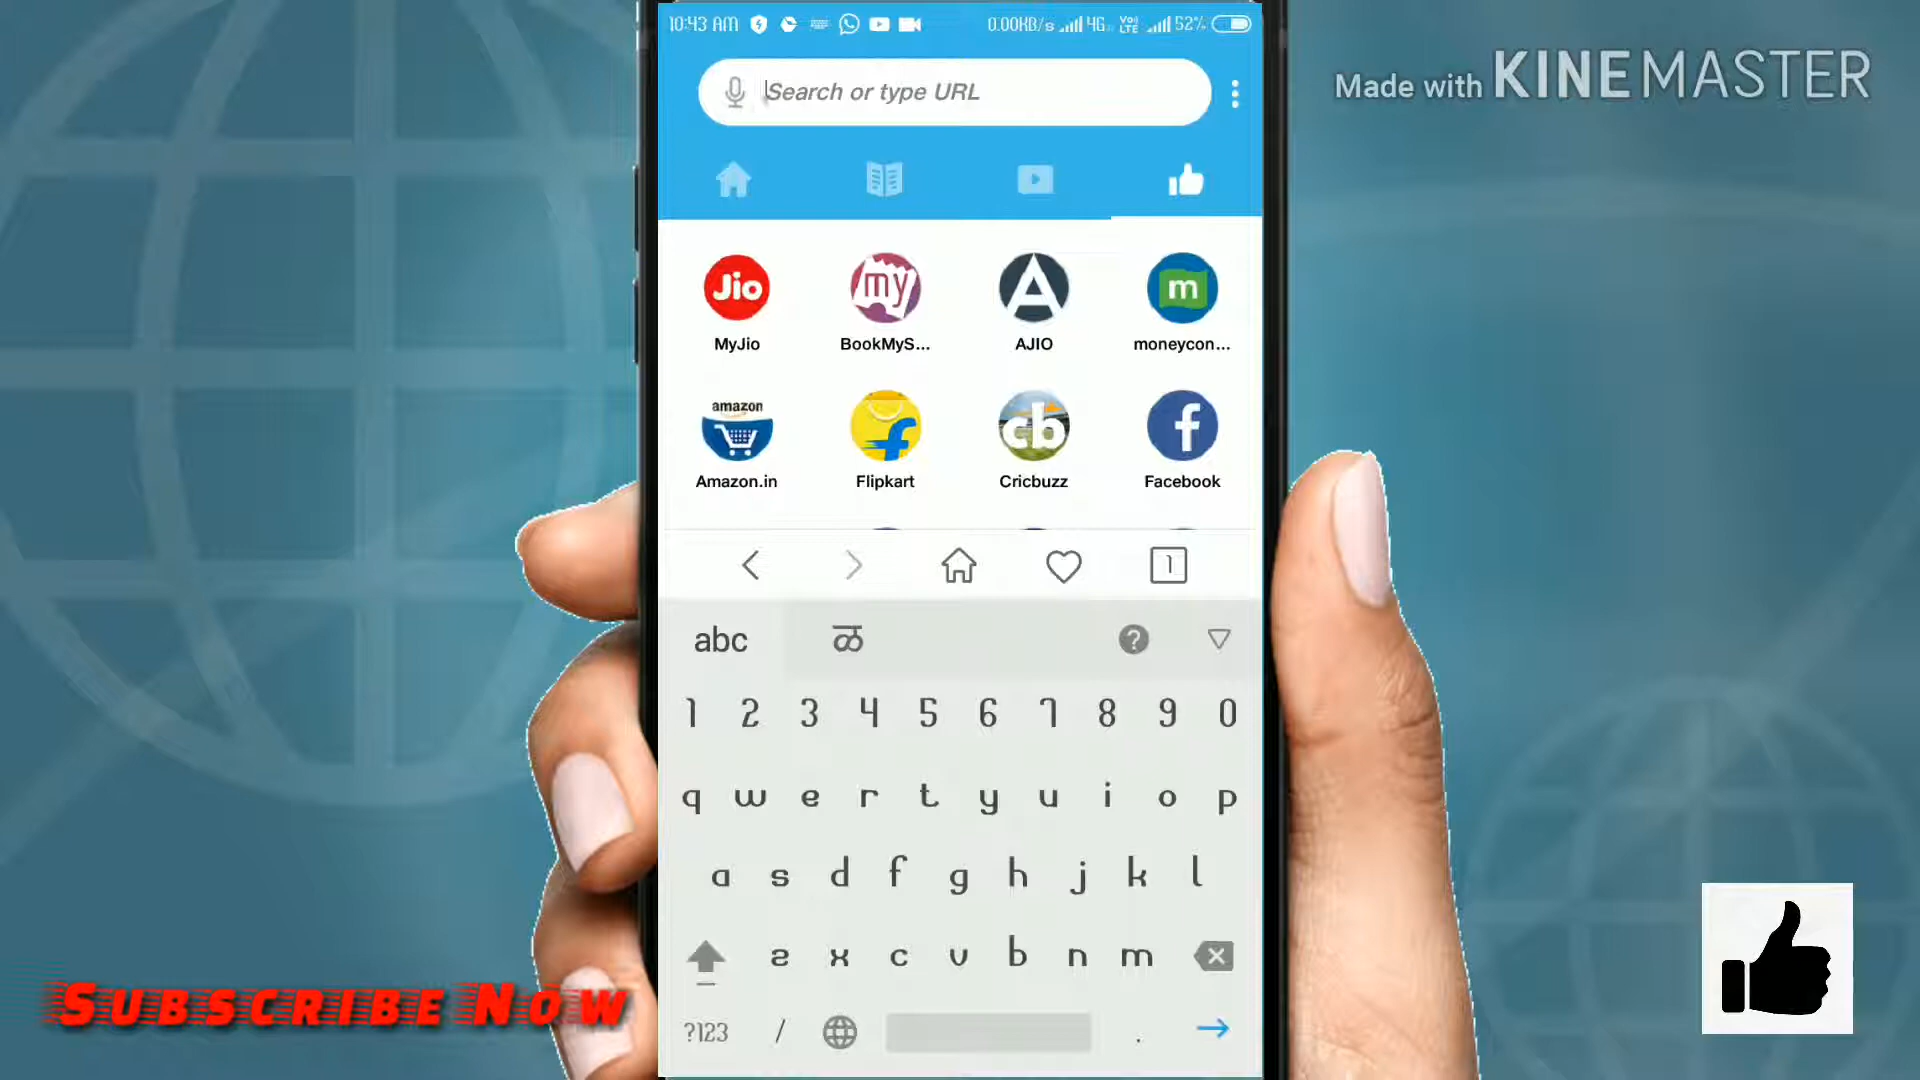 10:43 AM 0.00KB/s 4G Vo) LTE 52%
Made with KINEMASTER
Search or type URL
Jio my A m
MyJio BookMyS... AJIO moneycon...
amazon f cb f
Amazon.in Flipkart Cricbuzz Facebook
1
abc ळ ?
1 2 3 4 5 6 7 8 9 0
q w e r t y u i o p
a s d f g h j k l
z x c v b n m
?123 / .
Subscribe Now